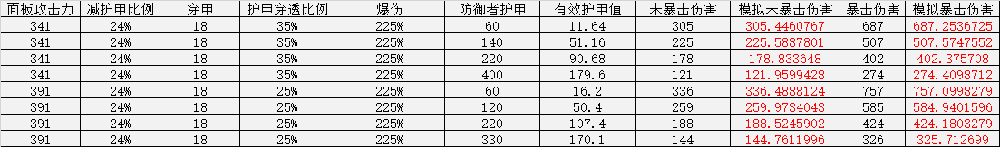 面板攻击力 减护甲比例 穿甲 护甲穿透比例 爆伤 防御者护甲 有效护甲值 未暴击伤害 模拟未暴击伤害 暴击伤害 模拟暴击伤害
341 24% 18 35% 225% 60 11.64 305 305.4460767 687 687.2536725
341 24% 18 35% 225% 140 51.16 225 225.5887801 507 507.5747552
341 24% 18 35% 225% 220 90.68 178 178.833648 402 402.375708
341 24% 18 35% 225% 400 179.6 121 121.9599428 274 274.4098712
391 24% 18 25% 225% 60 16.2 336 336.4888124 757 757.0998279
391 24% 18 25% 225% 120 50.4 259 259.9734043 585 584.9401596
391 24% 18 25% 225% 220 107.4 188 188.5245902 424 424.1803279
391 24% 18 25% 225% 330 170.1 144 144.7611996 326 325.712699